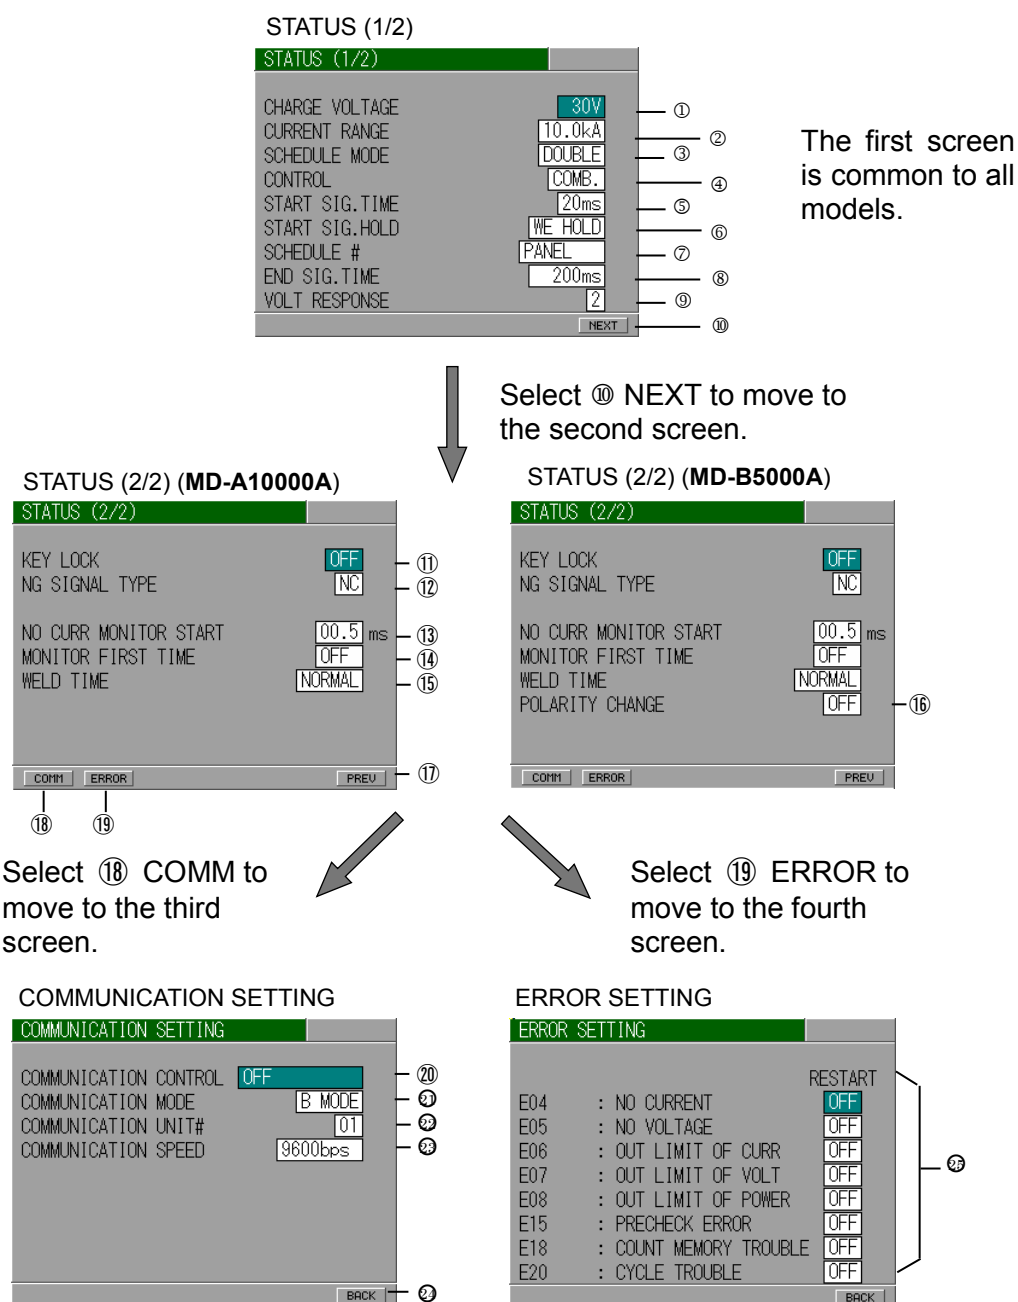 STATUS (1/2)
STATUS (1/2)
CHARGE VOLTAGE 30V ①
CURRENT RANGE 10.0kA ②
SCHEDULE MODE DOUBLE ③
CONTROL COMB. ④
START SIG.TIME 20ms ⑤
START SIG.HOLD WE HOLD ⑥
SCHEDULE # PANEL ⑦
END SIG.TIME 200ms ⑧
VOLT RESPONSE 2 ⑨
NEXT ⑩
The first screen
is common to all
models.
Select ⑩ NEXT to move to
the second screen.
STATUS (2/2) (MD-A10000A)
STATUS (2/2)
KEY LOCK OFF ⑪
NG SIGNAL TYPE NC ⑫
NO CURR MONITOR START 00.5 ms ⑬
MONITOR FIRST TIME OFF ⑭
WELD TIME NORMAL ⑮
COMM ERROR PREV ⑰
⑱ ⑲
STATUS (2/2) (MD-B5000A)
STATUS (2/2)
KEY LOCK OFF
NG SIGNAL TYPE NC
NO CURR MONITOR START 00.5 ms
MONITOR FIRST TIME OFF
WELD TIME NORMAL
POLARITY CHANGE OFF ⑯
COMM ERROR PREV
Select ⑱ COMM to
move to the third
screen.
Select ⑲ ERROR to
move to the fourth
screen.
COMMUNICATION SETTING
COMMUNICATION SETTING
COMMUNICATION CONTROL OFF ⑳
COMMUNICATION MODE B MODE ㉑
COMMUNICATION UNIT# 01 ㉒
COMMUNICATION SPEED 9600bps ㉓
BACK ㉔
ERROR SETTING
ERROR SETTING
RESTART
E04 : NO CURRENT OFF
E05 : NO VOLTAGE OFF
E06 : OUT LIMIT OF CURR OFF
E07 : OUT LIMIT OF VOLT OFF ㉕
E08 : OUT LIMIT OF POWER OFF
E15 : PRECHECK ERROR OFF
E18 : COUNT MEMORY TROUBLE OFF
E20 : CYCLE TROUBLE OFF
BACK